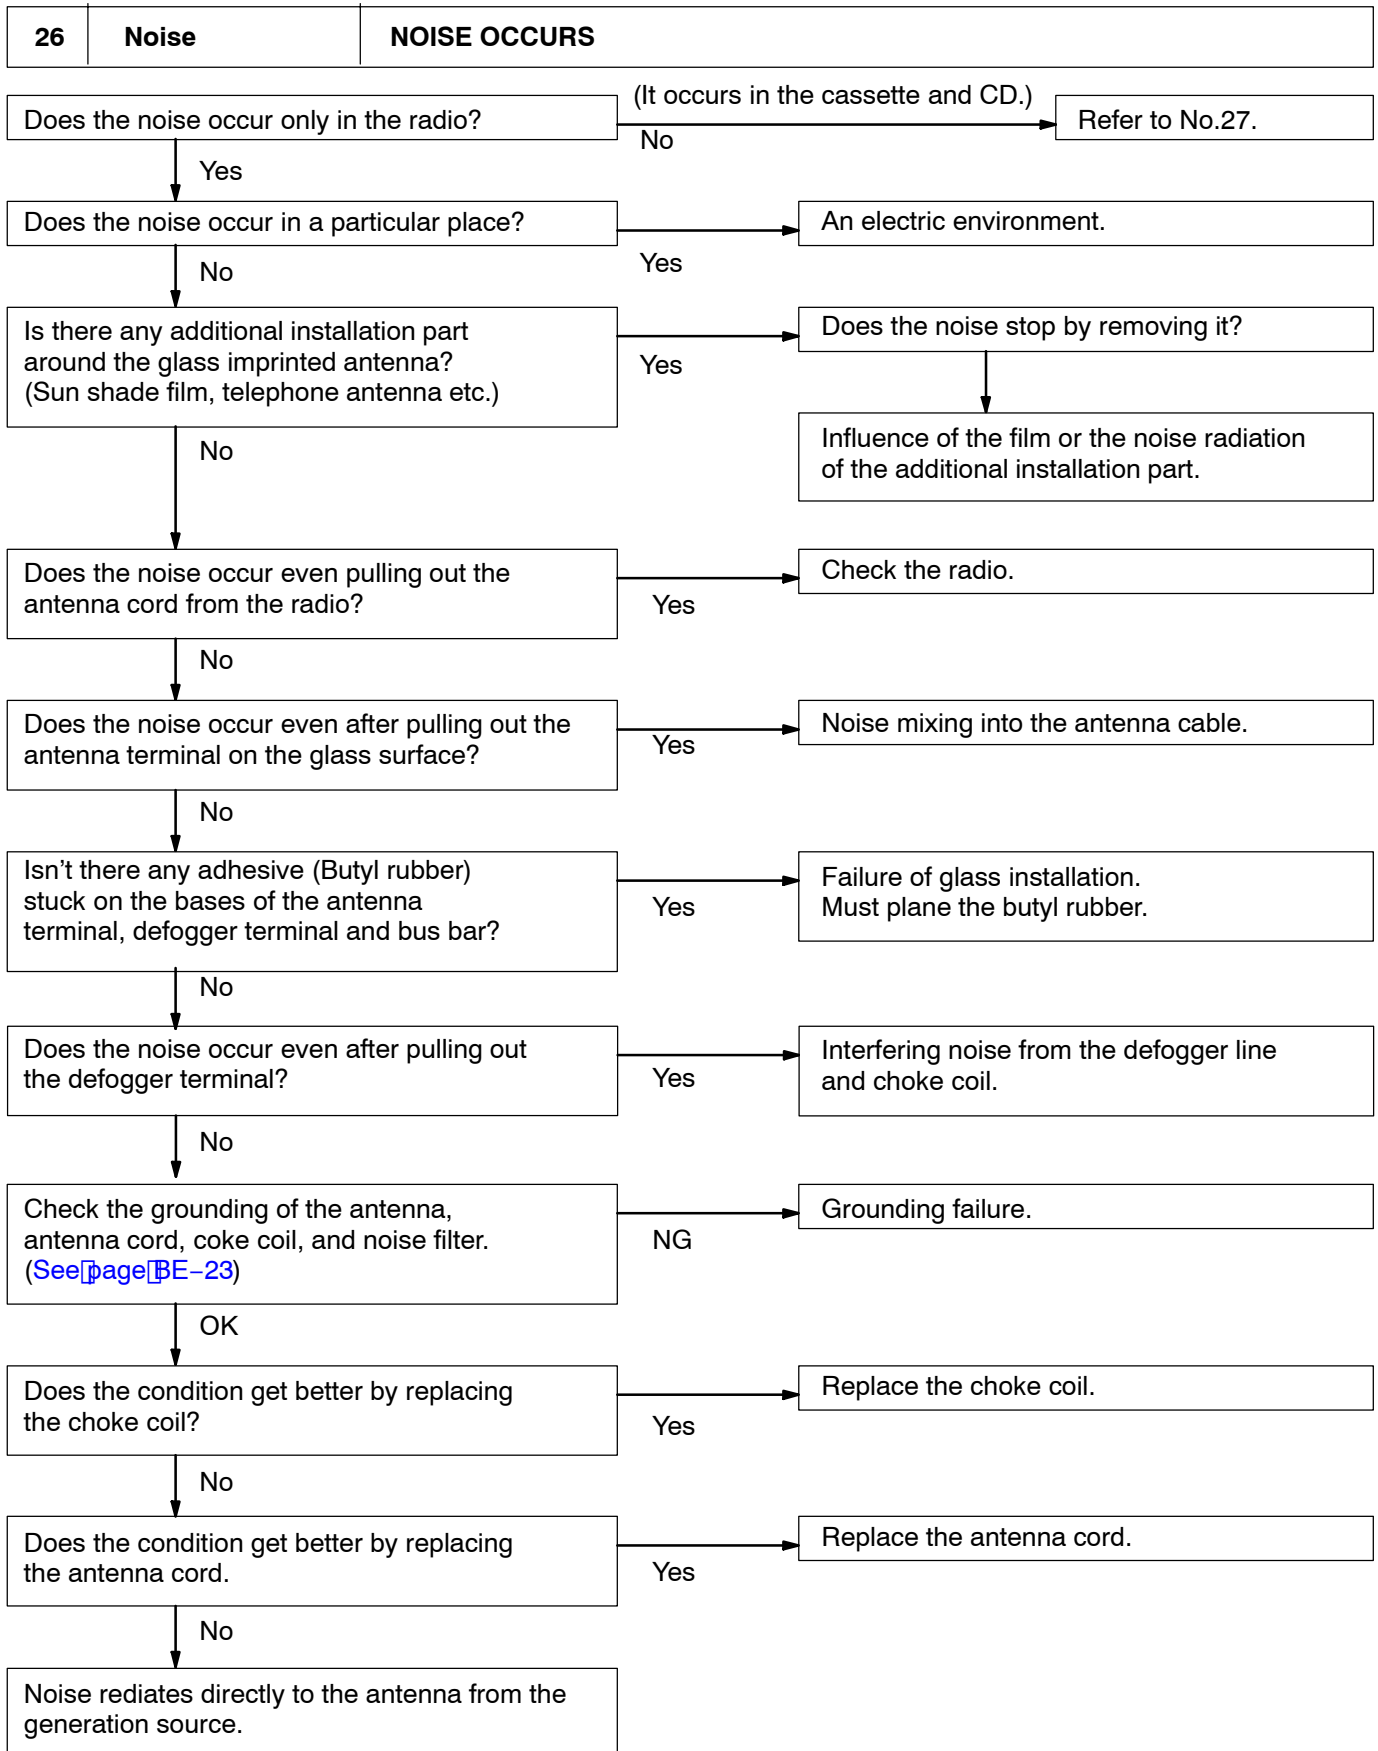 26 Noise NOISE OCCURS
(It occurs in the cassette and CD.)
Does the noise occur only in the radio?
Refer to No.27.
No
Yes
Does the noise occur in a particular place?
An electric environment.
Yes
No
Is there any additional installation part
around the glass imprinted antenna?
(Sun shade film, telephone antenna etc.)
Does the noise stop by removing it?
Yes
Influence of the film or the noise radiation
of the additional installation part.
No
Does the noise occur even pulling out the
antenna cord from the radio?
Check the radio.
Yes
No
Does the noise occur even after pulling out the
antenna terminal on the glass surface?
Noise mixing into the antenna cable.
Yes
No
Isn't there any adhesive (Butyl rubber)
stuck on the bases of the antenna
terminal, defogger terminal and bus bar?
Failure of glass installation.
Must plane the butyl rubber.
Yes
No
Does the noise occur even after pulling out
the defogger terminal?
Interfering noise from the defogger line
and choke coil.
Yes
No
Check the grounding of the antenna,
antenna cord, coke coil, and noise filter.
(See page BE–23)
Grounding failure.
NG
OK
Does the condition get better by replacing
the choke coil?
Replace the choke coil.
Yes
No
Does the condition get better by replacing
the antenna cord.
Replace the antenna cord.
Yes
No
Noise rediates directly to the antenna from the
generation source.